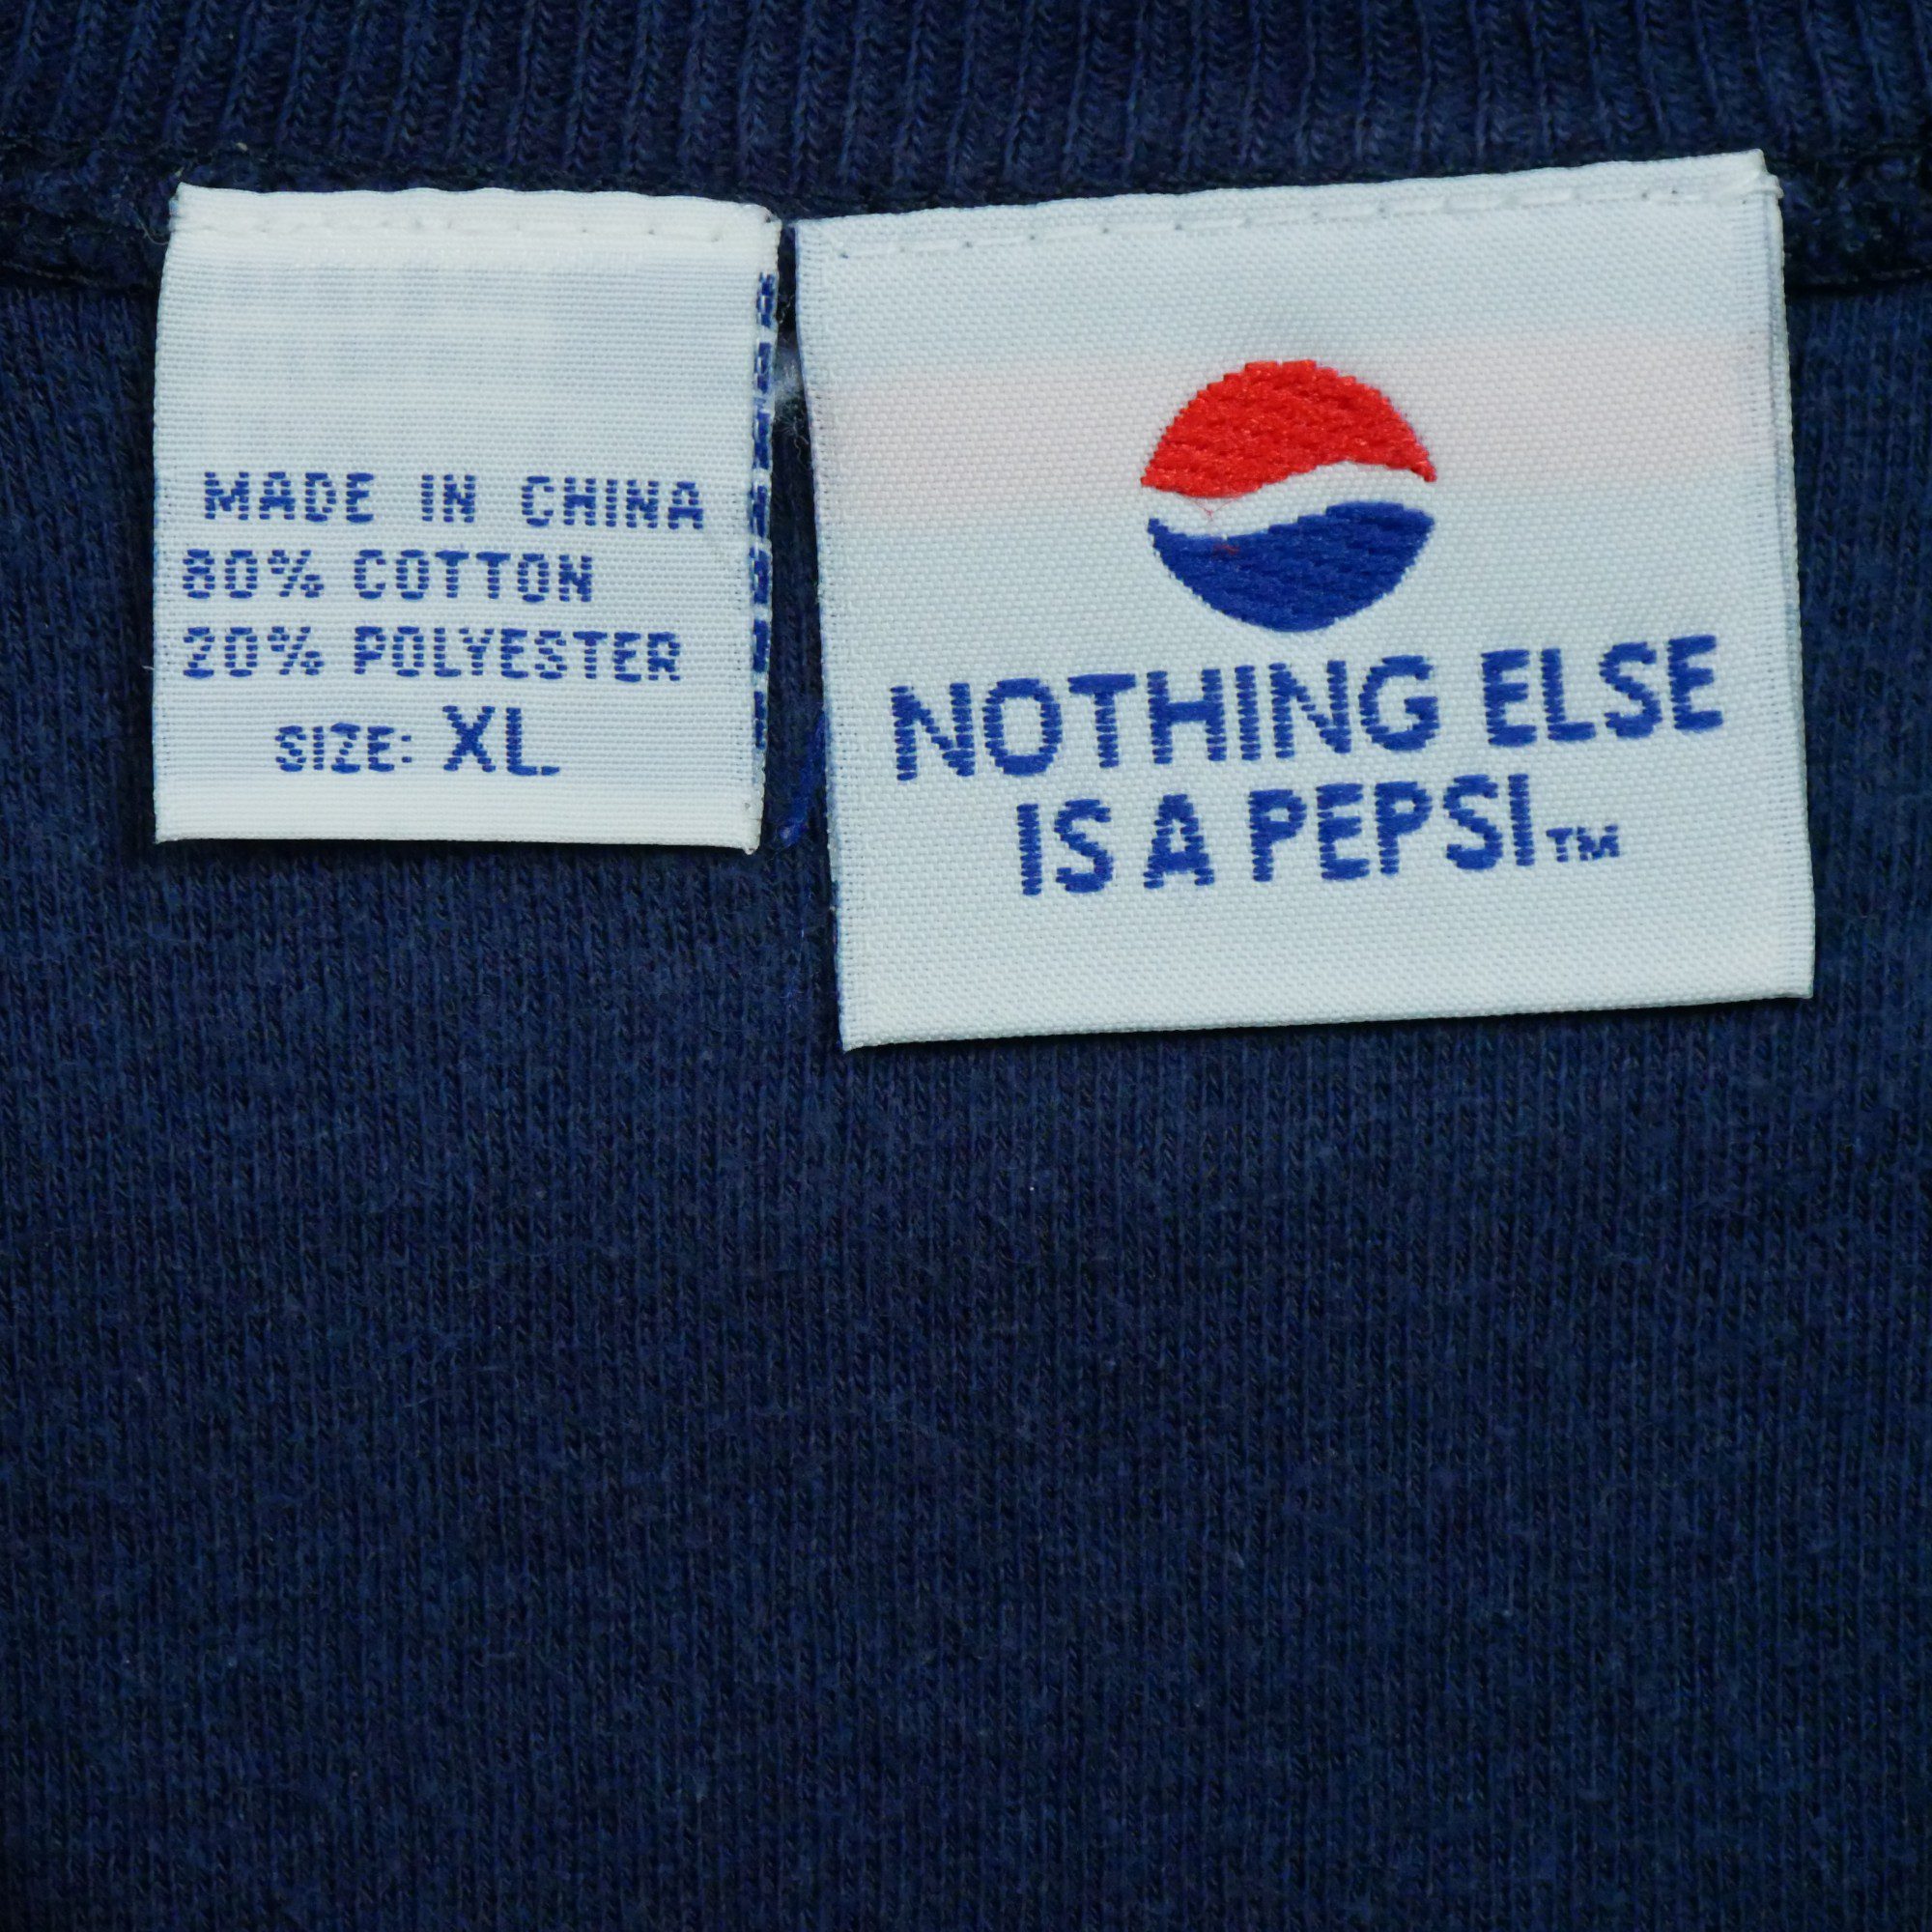 MADE IN CHINA
80% COTTON
20% POLYESTER
SIZE: XL
NOTHING ELSE
IS A PEPSI™